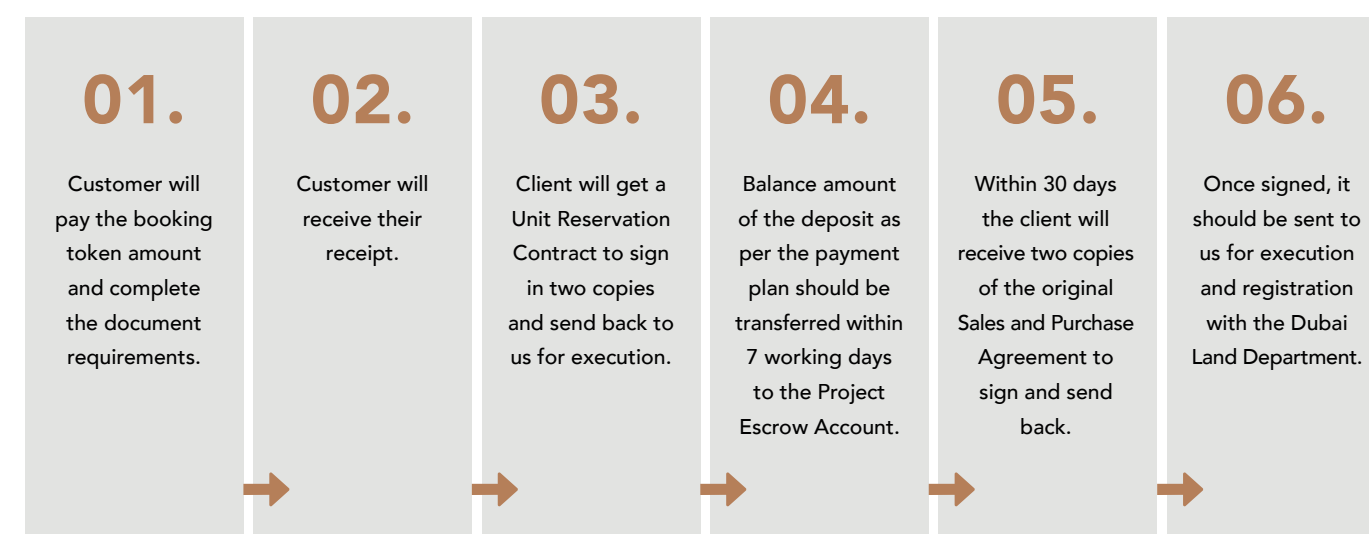 01.
Customer will
pay the booking
token amount
and complete
the document
requirements.
02.
Customer will
receive their
receipt.
03.
Client will get a
Unit Reservation
Contract to sign
in two copies
and send back to
us for execution.
04.
Balance amount
of the deposit as
per the payment
plan should be
transferred within
7 working days
to the Project
Escrow Account.
05.
Within 30 days
the client will
receive two copies
of the original
Sales and Purchase
Agreement to
sign and send
back.
06.
Once signed, it
should be sent to
us for execution
and registration
with the Dubai
Land Department.